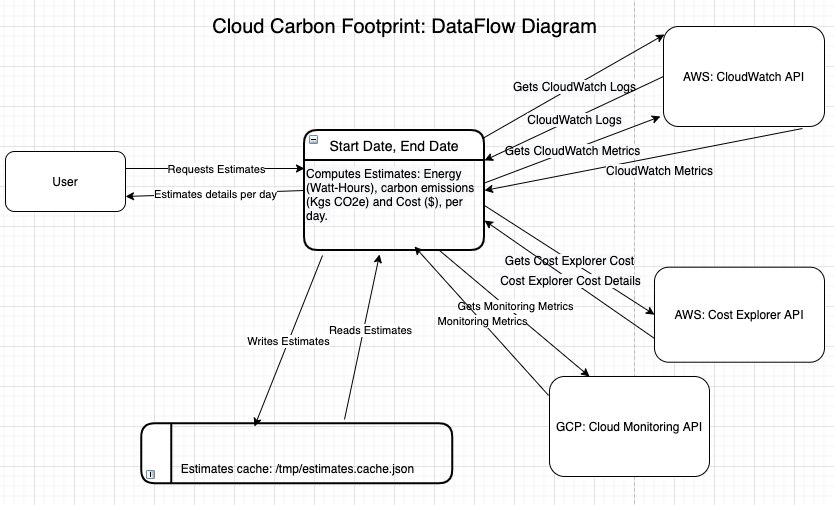 Cloud Carbon Footprint: DataFlow Diagram
AWS: CloudWatch API
Gets CloudWatch Logs
CloudWatch Logs
Start Date, End Date
Gets CloudWatch Metrics
CloudWatch Metrics
User
Requests Estimates
Estimates details per day
Computes Estimates: Energy
(Watt-Hours), carbon emissions
(Kgs CO2e) and Cost ($), per
day.
Gets Cost Explorer Cost
Cost Explorer Cost Details
AWS: Cost Explorer API
Gets Monitoring Metrics
Monitoring Metrics
Writes Estimates
Reads Estimates
GCP: Cloud Monitoring API
Estimates cache: /tmp/estimates.cache.json